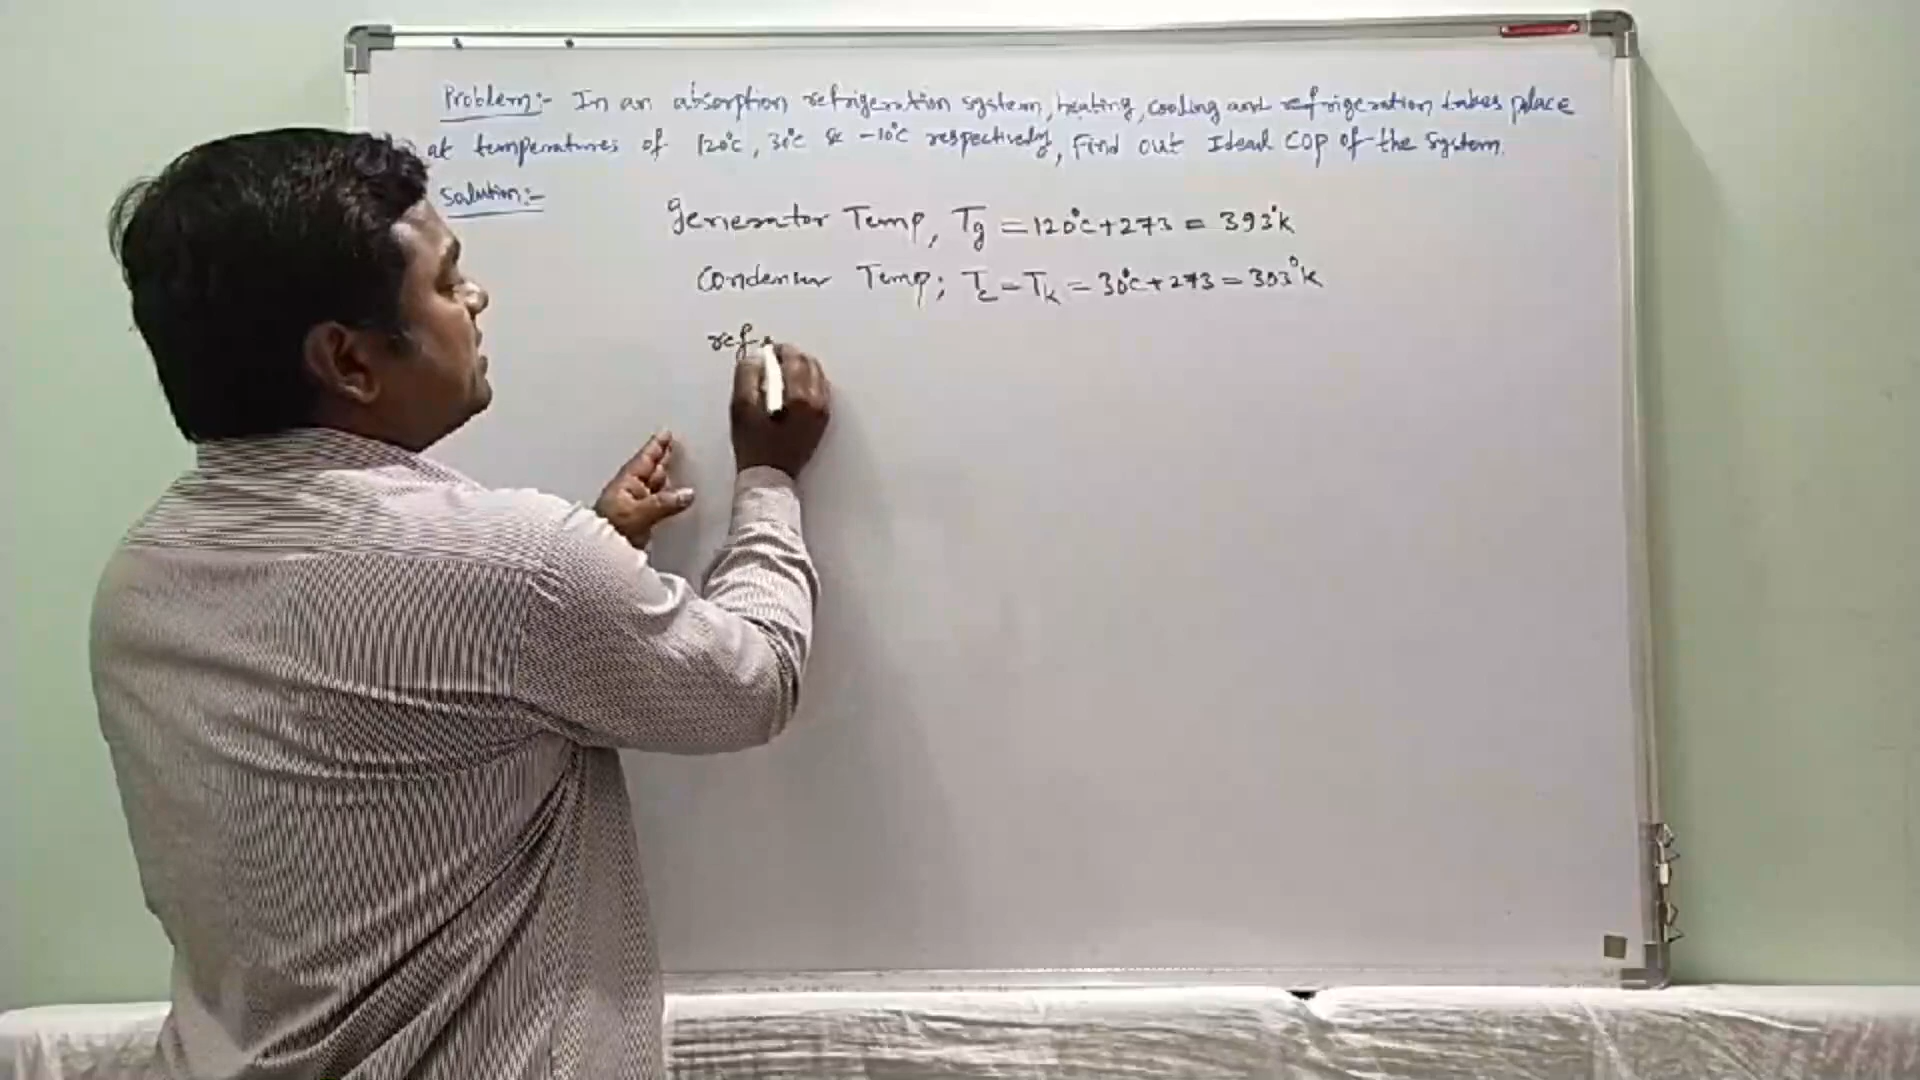 Problem:- In an absorption refrigeration system, heating, cooling and refrigeration takes palace
at temperatures of 120°C, 30°C & -10°C respectively, Find out Ideal COP of the system.
Solution:-
Generator Temp, Tg = 120°C+273 = 393°K
Condenser Temp; Tc = Tk = 30°C+273 = 303°K
ref